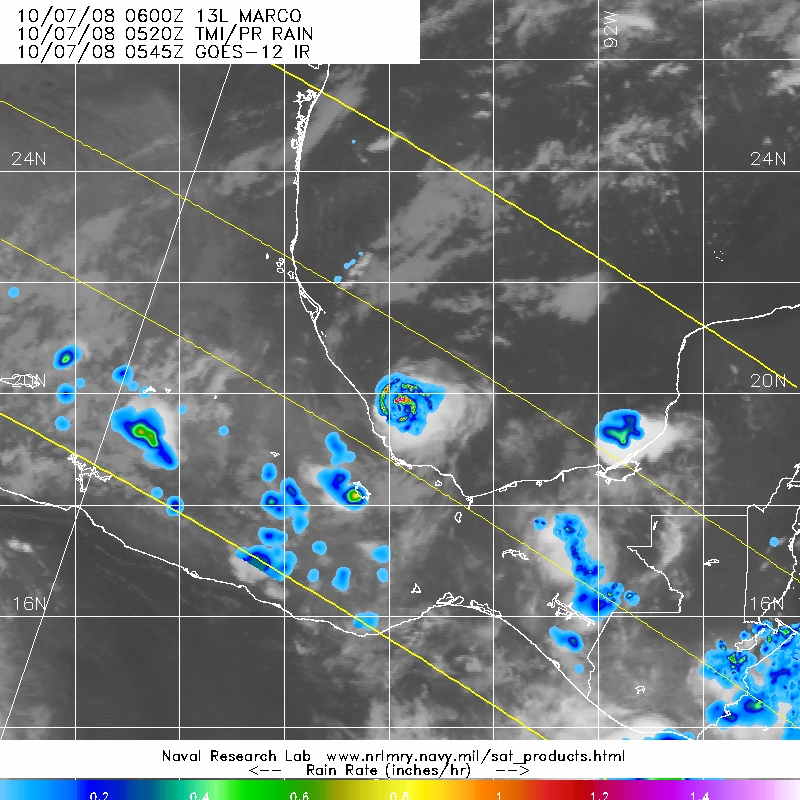 10/07/08 0600Z 13L MARCO
10/07/08 0520Z TMI/PR RAIN
10/07/08 0545Z GOES-12 IR
92W
24N 24N
20N 20N
16N 16N
Naval Research Lab www.nrlmry.navy.mil/sat_products.html
<-- Rain Rate (inches/hr) -->
0.2 0.4 0.6 0.8 1 1.2 1.4